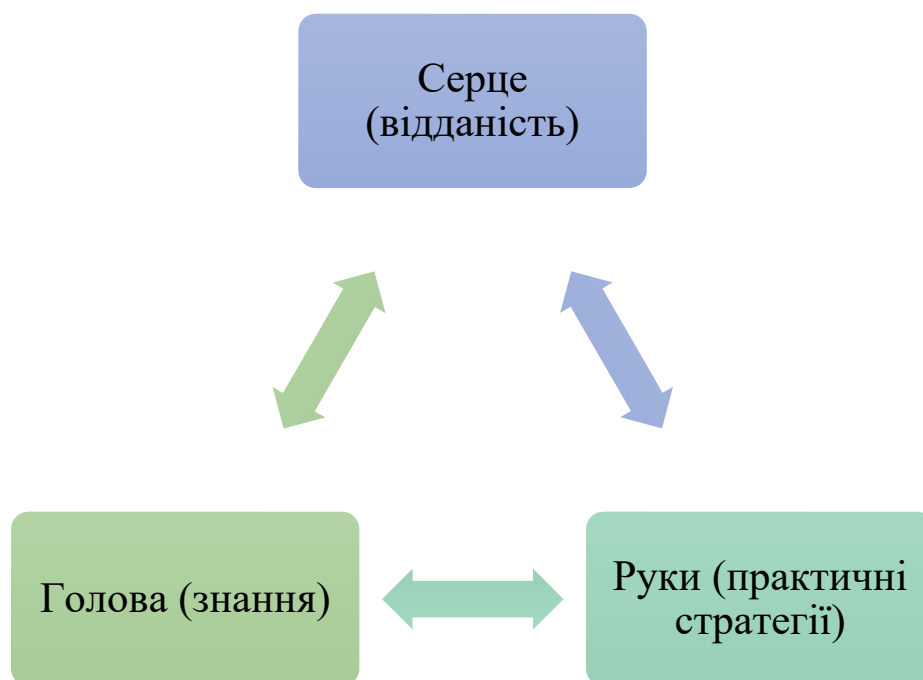 Серце
(відданість)
Голова (знання)
Руки (практичні
стратегії)